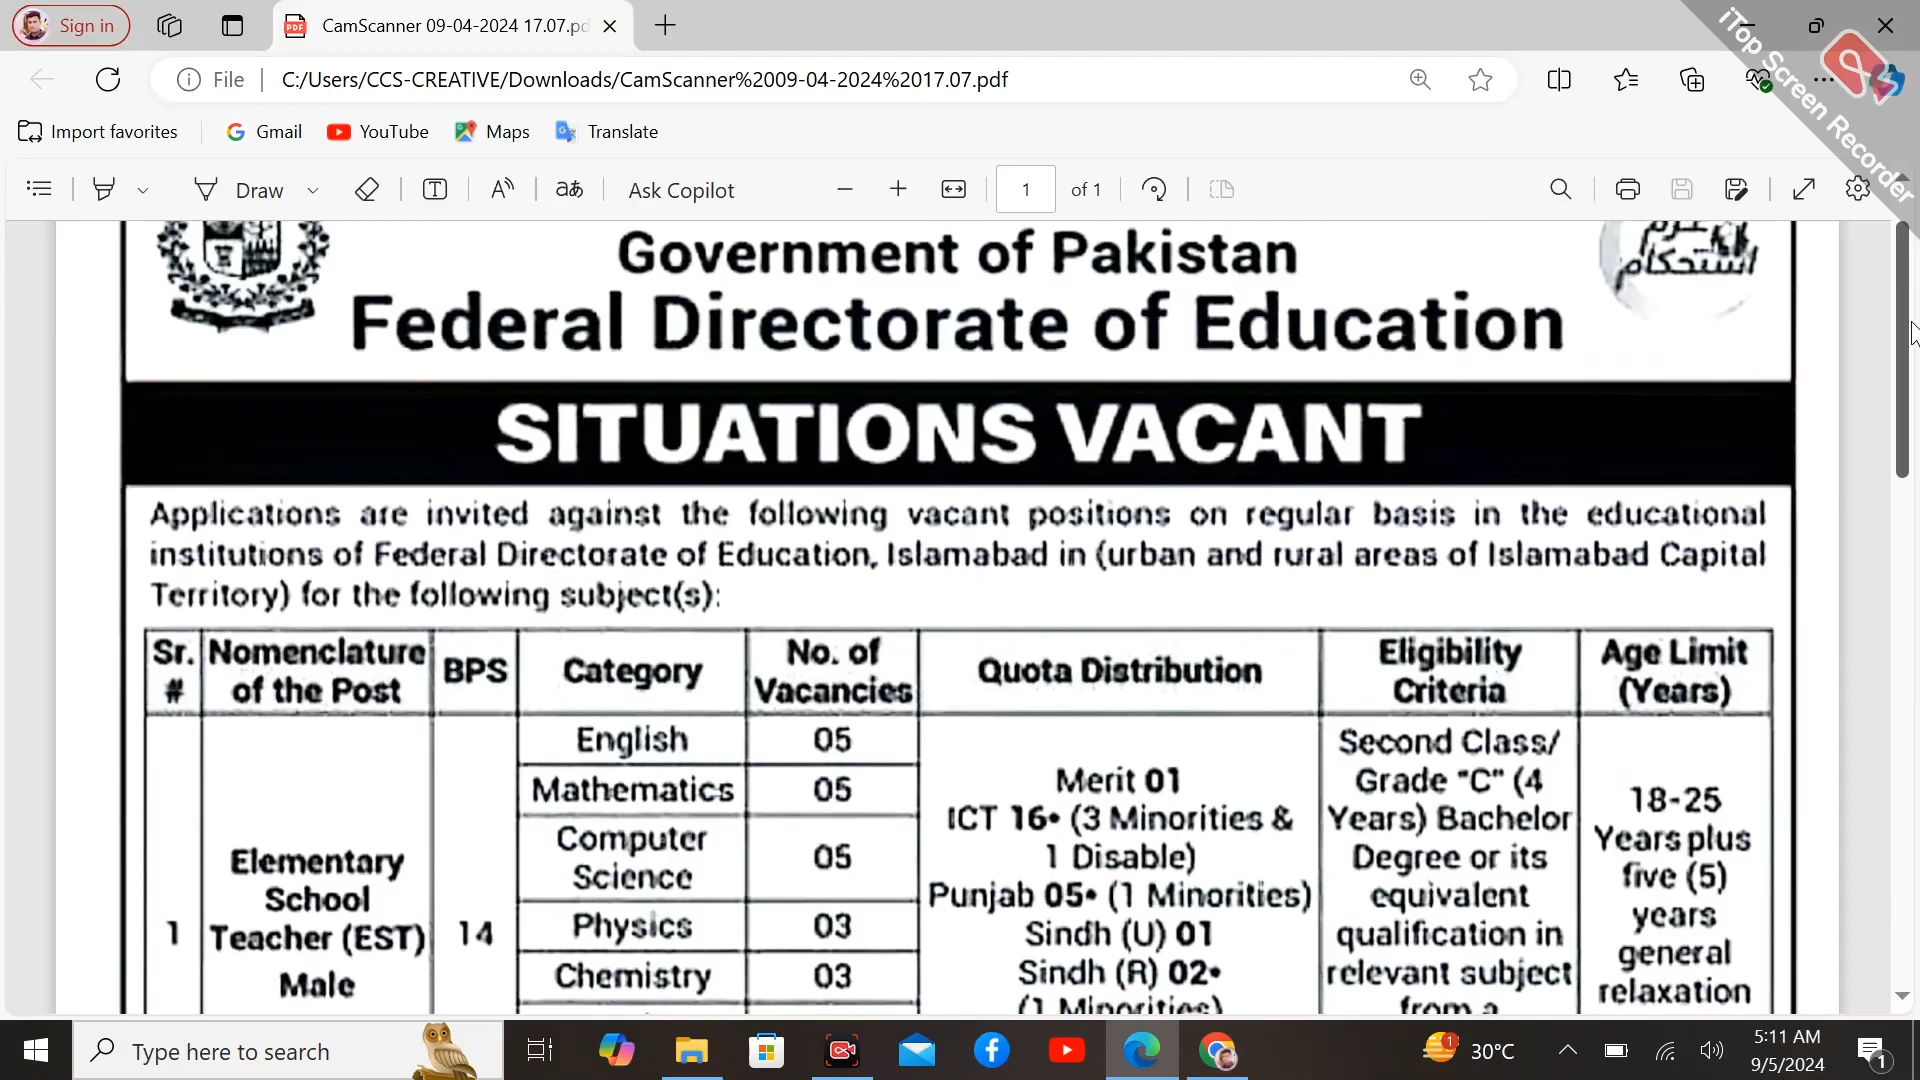 Sign in
CamScanner 09-04-2024 17.07.pd
File
C:/Users/CCS-CREATIVE/Downloads/CamScanner%2009-04-2024%2017.07.pdf
Import favorites
Gmail
YouTube
Maps
Translate
iTop Screen Recorder
Draw
Ask Copilot
1
of 1
Government of Pakistan
Federal Directorate of Education
SITUATIONS VACANT
Applications are invited against the following vacant positions on regular basis in the educational
institutions of Federal Directorate of Education, Islamabad in (urban and rural areas of Islamabad Capital
Territory) for the following subject(s):
Sr. #
Nomenclature of the Post
BPS
Category
No. of Vacancies
Quota Distribution
Eligibility Criteria
Age Limit (Years)
1
Elementary
School
Teacher (EST)
Male
14
English 05
Mathematics 05
Computer Science 05
Physics 03
Chemistry 03
Merit 01
ICT 16• (3 Minorities &
1 Disable)
Punjab 05• (1 Minorities)
Sindh (U) 01
Sindh (R) 02•
(1 Minorities)
Second Class/
Grade "C" (4
Years) Bachelor
Degree or its
equivalent
qualification in
relevant subject
from a
18-25
Years plus
five (5)
years
general
relaxation
Type here to search
30°C
5:11 AM
9/5/2024